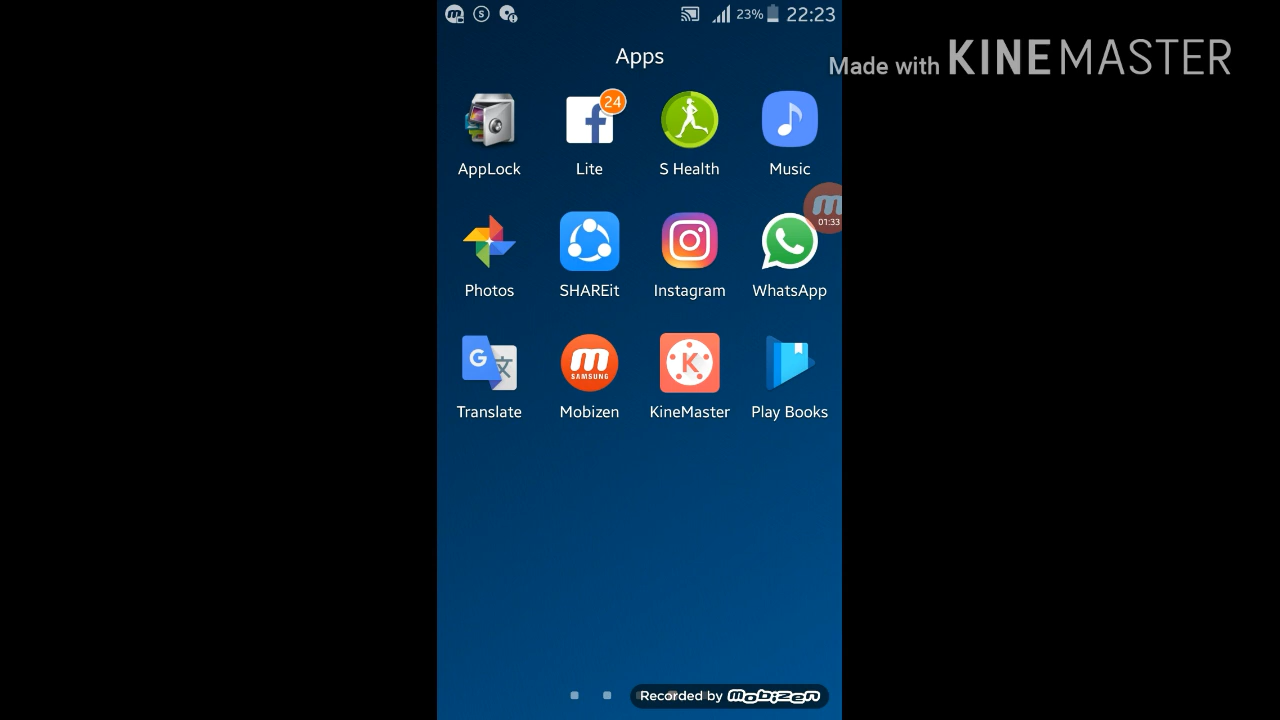 23% 22:23
Made with KINEMASTER
Apps
24
AppLock Lite S Health Music
01:33
Photos SHAREit Instagram WhatsApp
G
SAMSUNG
K
Translate Mobizen KineMaster Play Books
Recorded by Mobizen